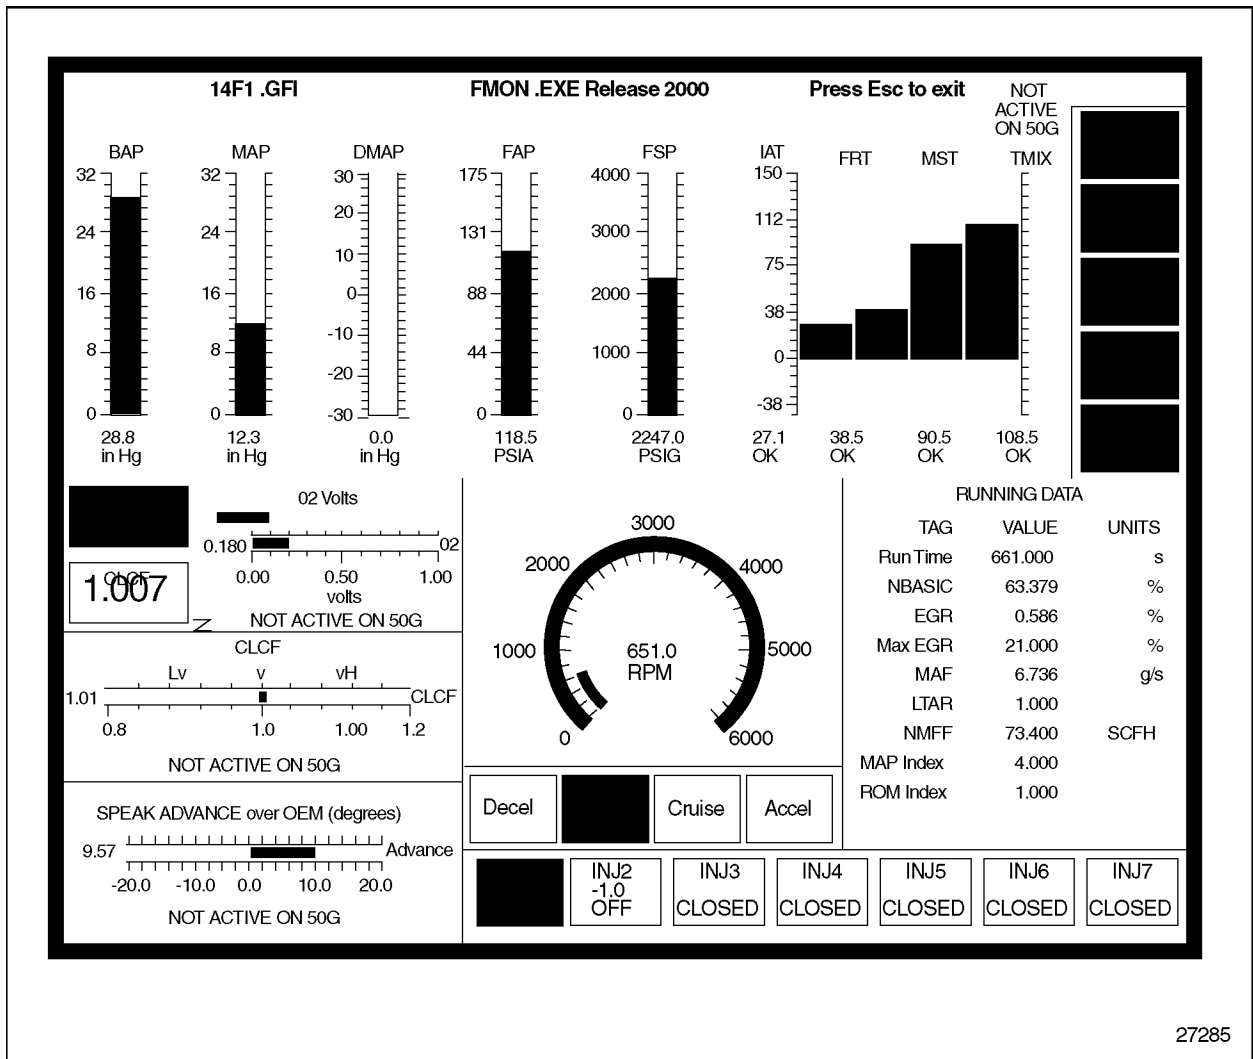 14F1 .GFI FMON .EXE Release 2000 Press Esc to exit
NOT
ACTIVE
ON 50G
BAP MAP DMAP FAP FSP IAT FRT MST TMIX
32 32 30 175 4000 150
20 112
24 24 131 3000
10 75
16 16 0 88 2000
38
-10
8 8 44 1000 0
-20
-38
0 0 -30 0 0
28.8 12.3 0.0 118.5 2247.0 27.1 38.5 90.5 108.5
in Hg in Hg in Hg PSIA PSIG OK OK OK OK
02 Volts
0.180 02
0.00 0.50 1.00
volts
CLCF
1.007
NOT ACTIVE ON 50G
CLCF
Lv v vH
1.01 CLCF
0.8 1.0 1.00 1.2
NOT ACTIVE ON 50G
SPEAK ADVANCE over OEM (degrees)
9.57 Advance
-20.0 -10.0 0.0 10.0 20.0
NOT ACTIVE ON 50G
3000
2000 4000
1000 5000
651.0
RPM
0 6000
Decel Cruise Accel
RUNNING DATA
TAG VALUE UNITS
Run Time 661.000 s
NBASIC 63.379 %
EGR 0.586 %
Max EGR 21.000 %
MAF 6.736 g/s
LTAR 1.000
NMFF 73.400 SCFH
MAP Index 4.000
ROM Index 1.000
INJ2 INJ3 INJ4 INJ5 INJ6 INJ7
-1.0
OFF CLOSED CLOSED CLOSED CLOSED CLOSED
27285